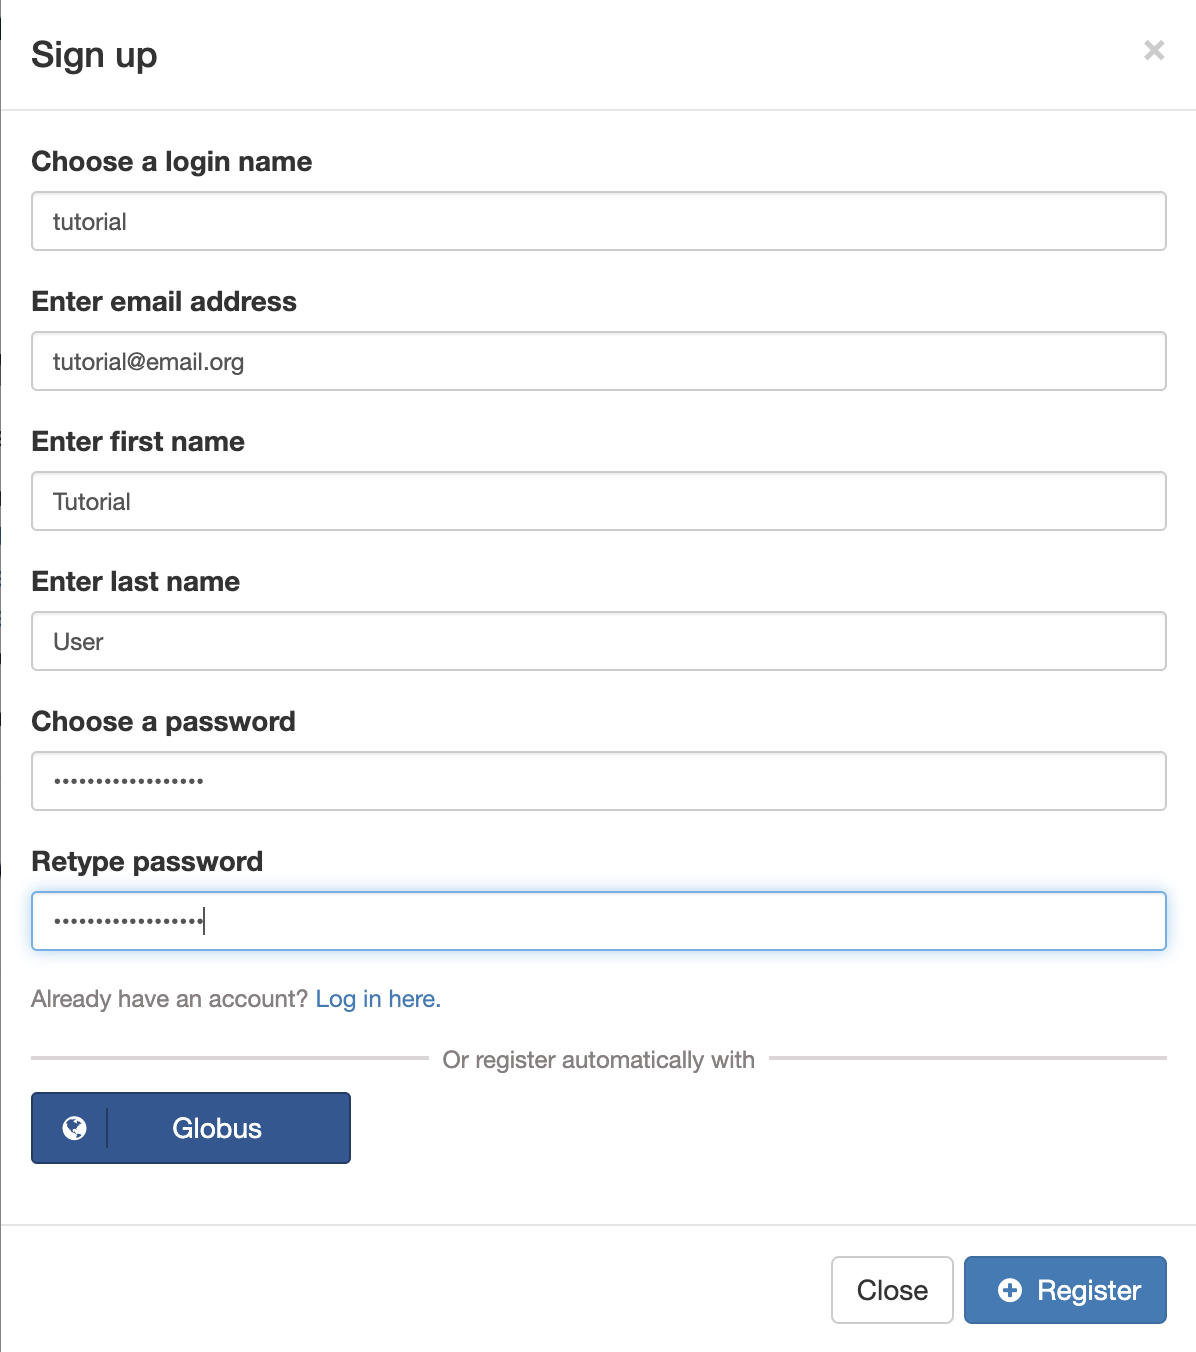 Sign up
×
Choose a login name
tutorial
Enter email address
tutorial@email.org
Enter first name
Tutorial
Enter last name
User
Choose a password
••••••••••••••••••
Retype password
••••••••••••••••••
Already have an account? Log in here.
Or register automatically with
Globus
Close
Register